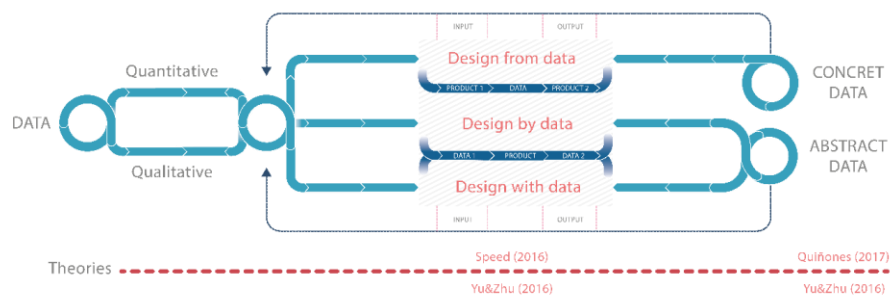 INPUT OUTPUT
Design from data
Quantitative
CONCRET
DATA
PRODUCT 1 DATA PRODUCT 2
DATA
Design by data
ABSTRACT
DATA
DATA 1 PRODUCT DATA 2
Qualitative
Design with data
INPUT OUTPUT
Speed (2016) Quiñones (2017)
Theories
Yu&Zhu (2016) Yu&Zhu (2016)